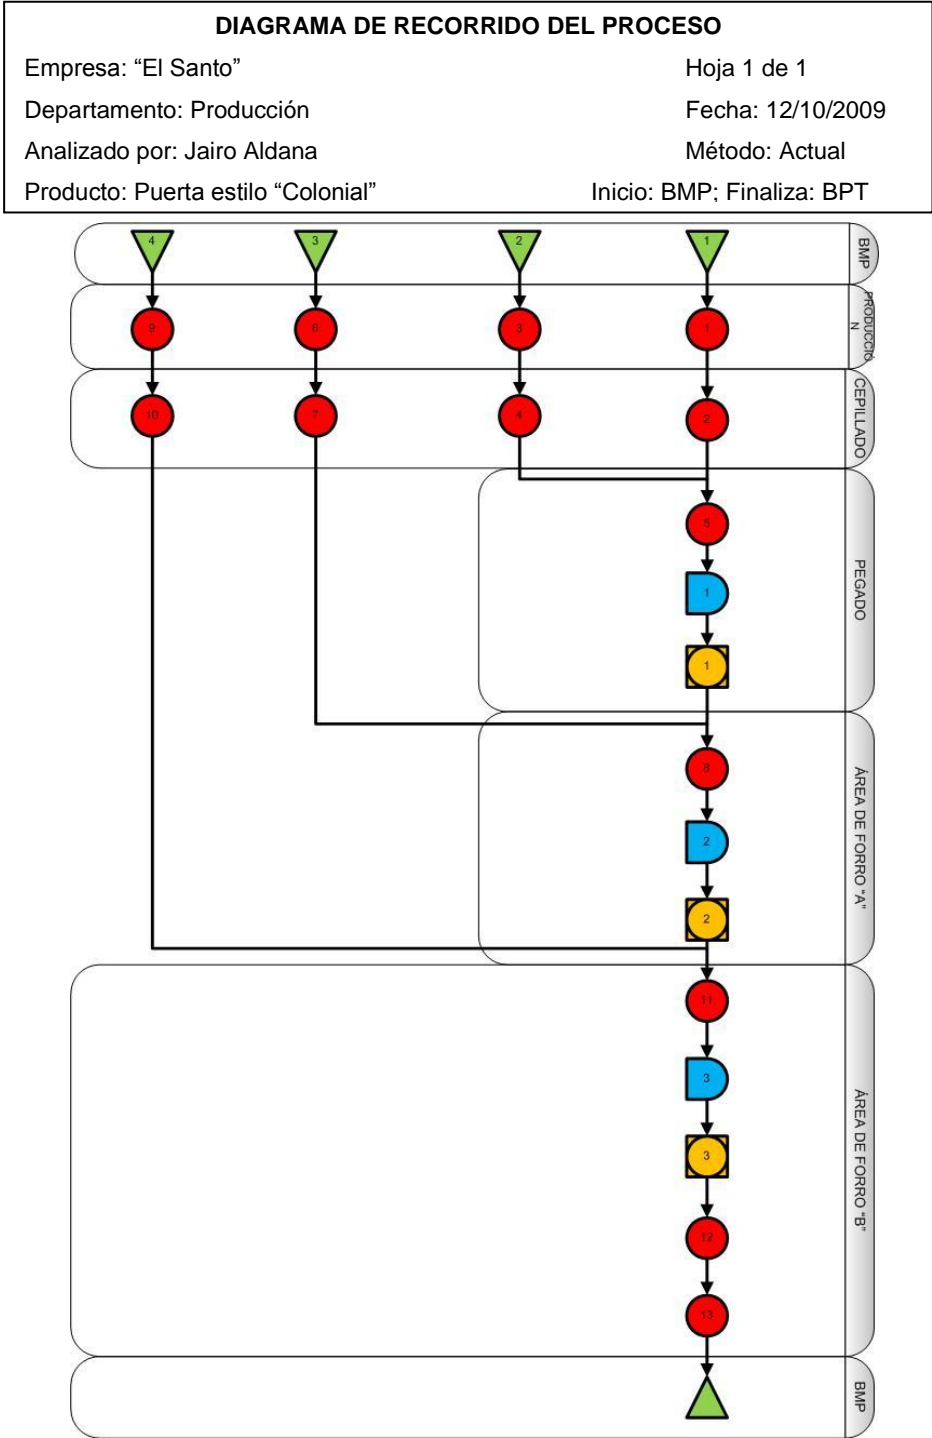 DIAGRAMA DE RECORRIDO DEL PROCESO
Empresa: “El Santo” Hoja 1 de 1
Departamento: Producción Fecha: 12/10/2009
Analizado por: Jairo Aldana Método: Actual
Producto: Puerta estilo “Colonial” Inicio: BMP; Finaliza: BPT
4 3 2 1
BMP
9 6 3 1
PRODUCCIÓ
N
10 7 4 2
CEPILLADO
5
1
1
PEGADO
8
2
2
ÁREA DE FORRO “A”
11
3
3
12
13
ÁREA DE FORRO “B”
BMP